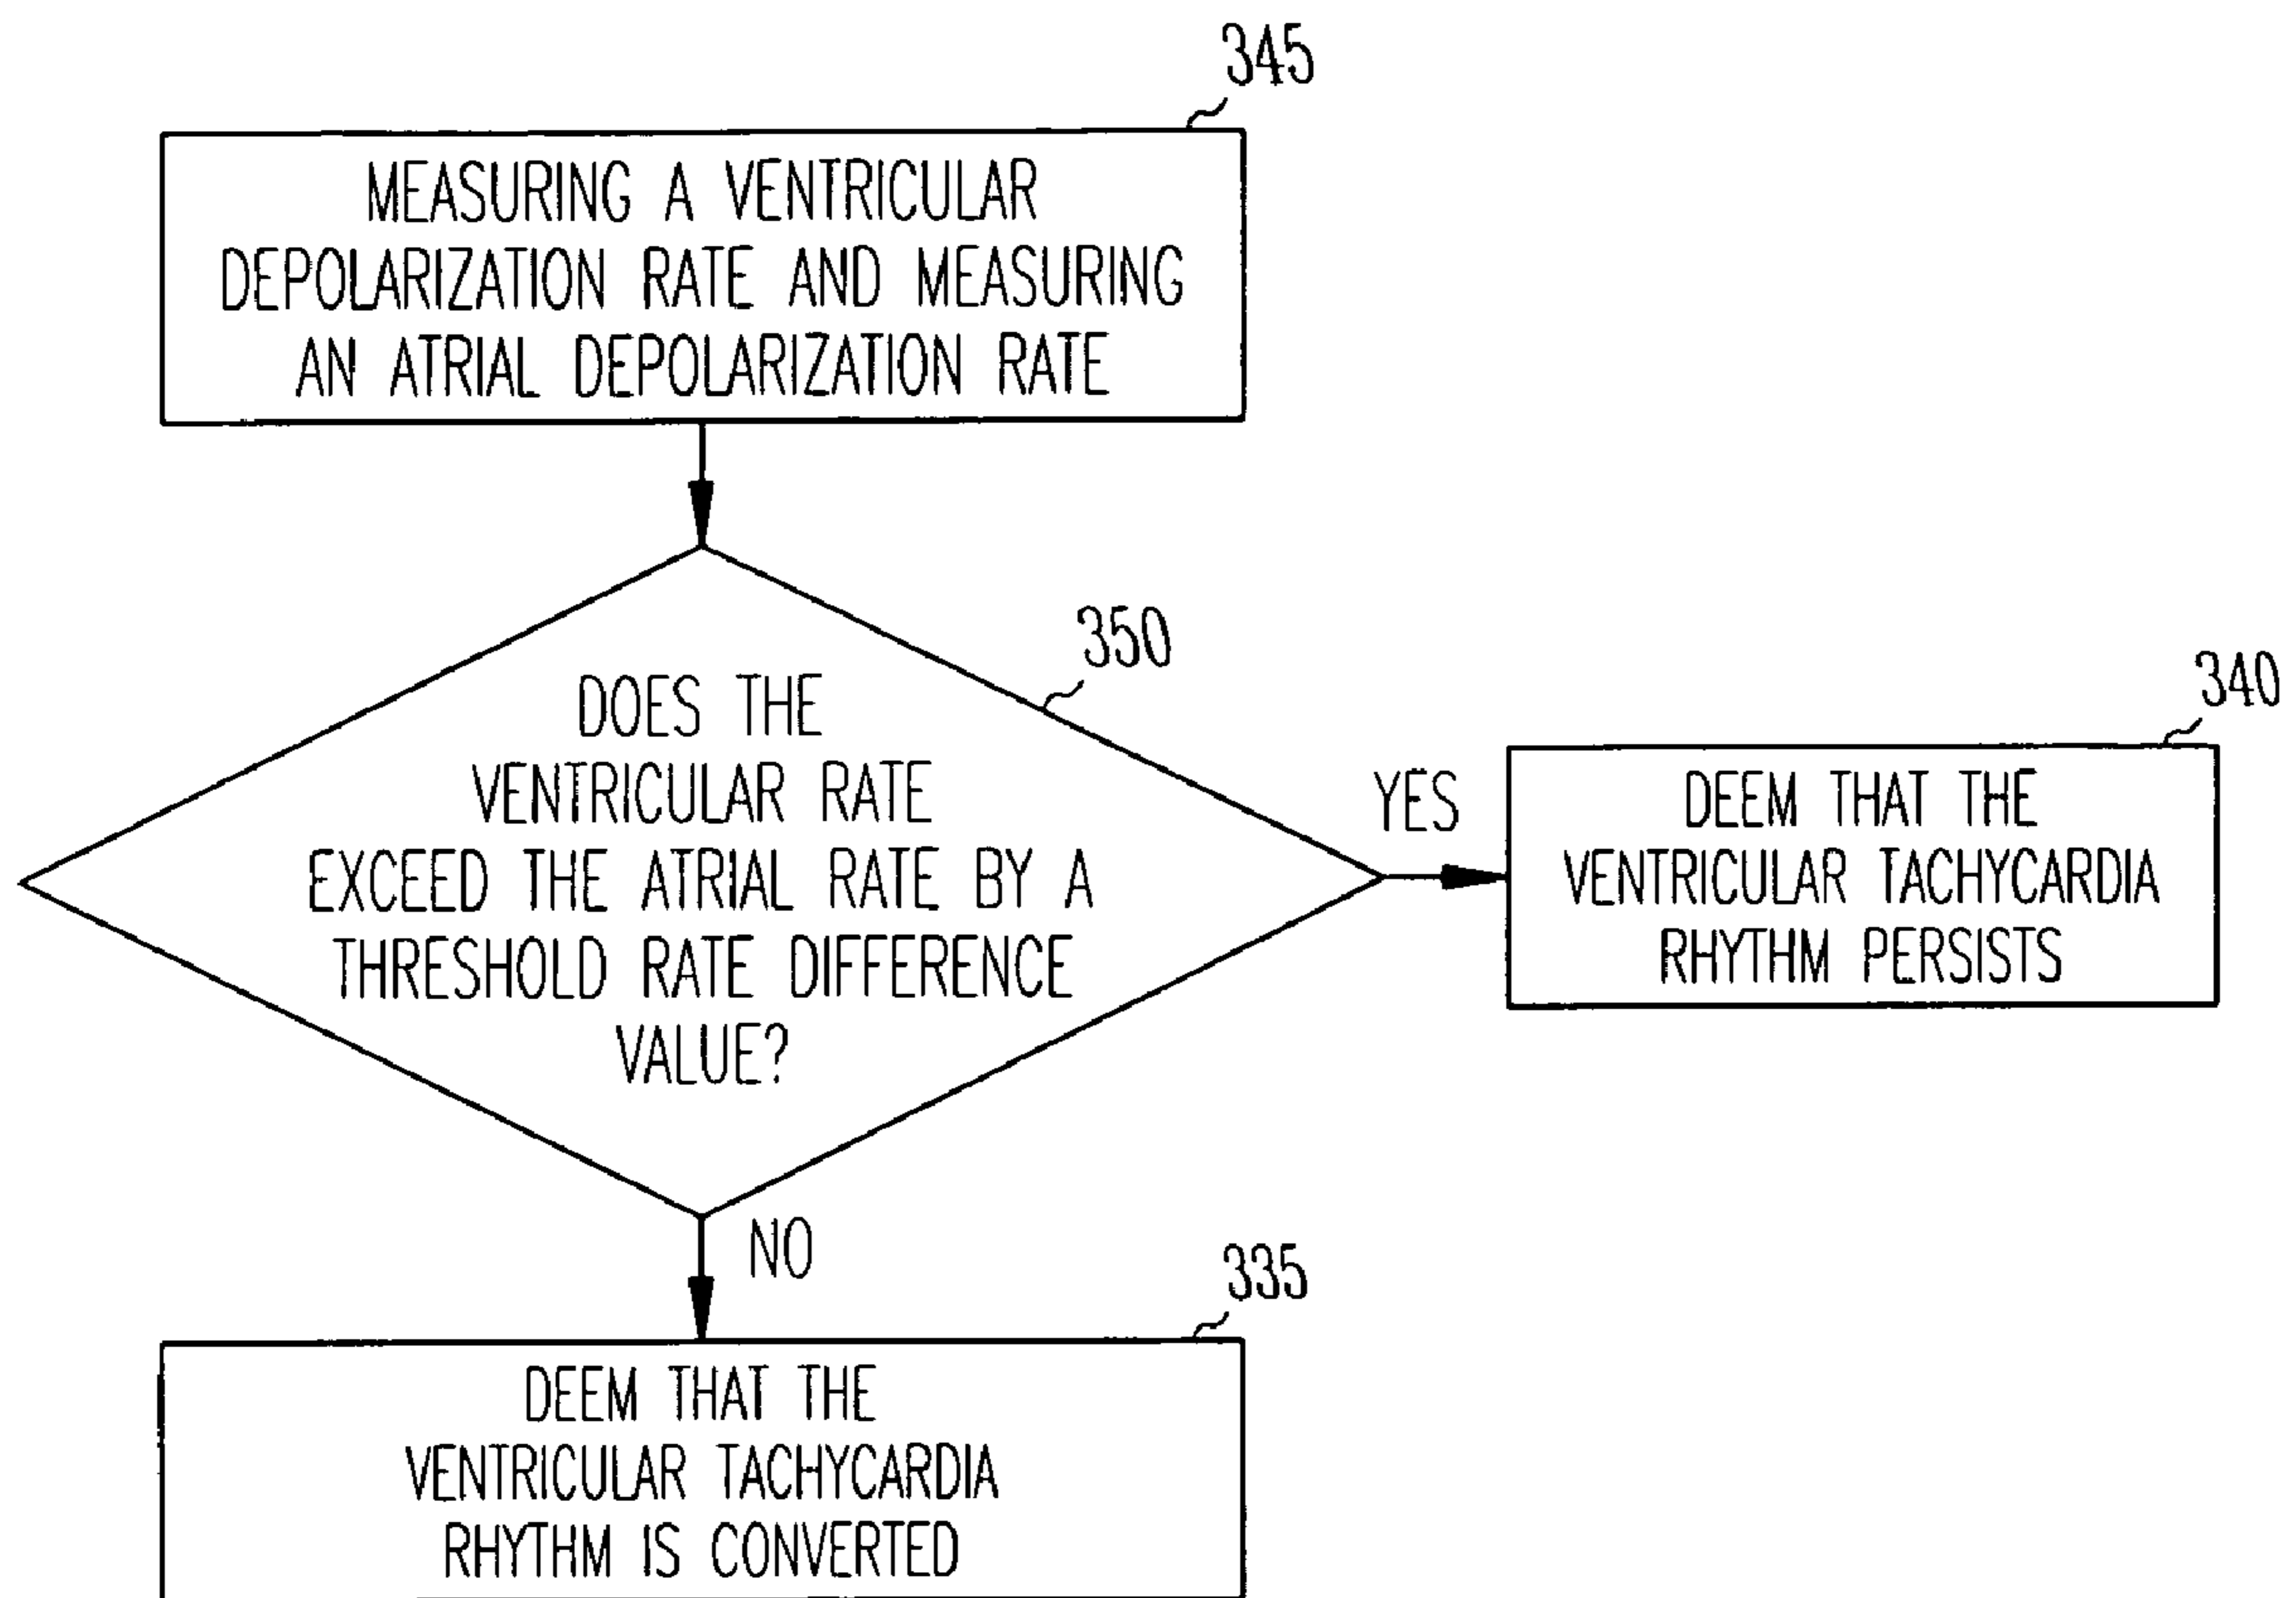 345
MEASURING A VENTRICULAR
DEPOLARIZATION RATE AND MEASURING
AN ATRIAL DEPOLARIZATION RATE
350
DOES THE
VENTRICULAR RATE
EXCEED THE ATRIAL RATE BY A
THRESHOLD RATE DIFFERENCE
VALUE?
YES
340
DEEM THAT THE
VENTRICULAR TACHYCARDIA
RHYTHM PERSISTS
NO
335
DEEM THAT THE
VENTRICULAR TACHYCARDIA
RHYTHM IS CONVERTED